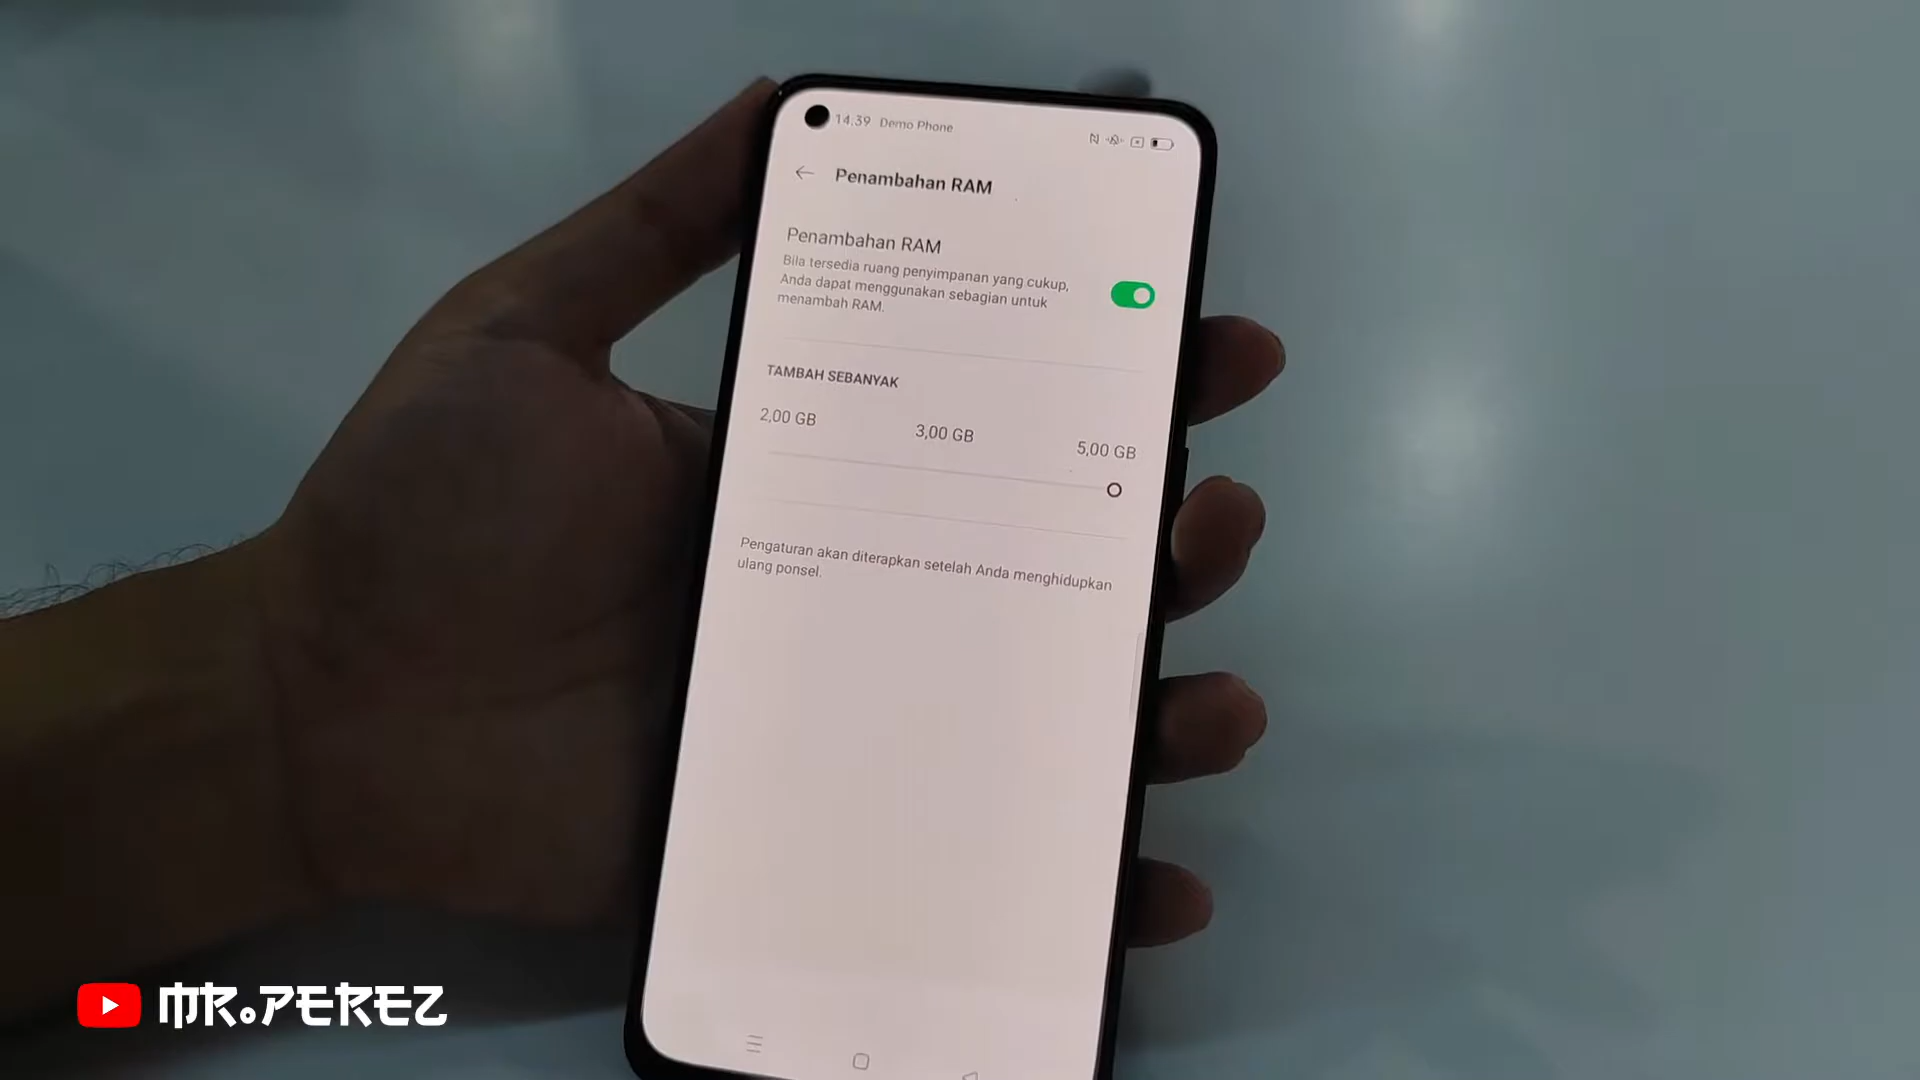 14.39 Demo Phone
Penambahan RAM
Penambahan RAM
Bila tersedia ruang penyimpanan yang cukup,
Anda dapat menggunakan sebagian untuk
menambah RAM.
TAMBAH SEBANYAK
2,00 GB
3,00 GB
5,00 GB
Pengaturan akan diterapkan setelah Anda menghidupkan
ulang ponsel.
MR.PEREZ